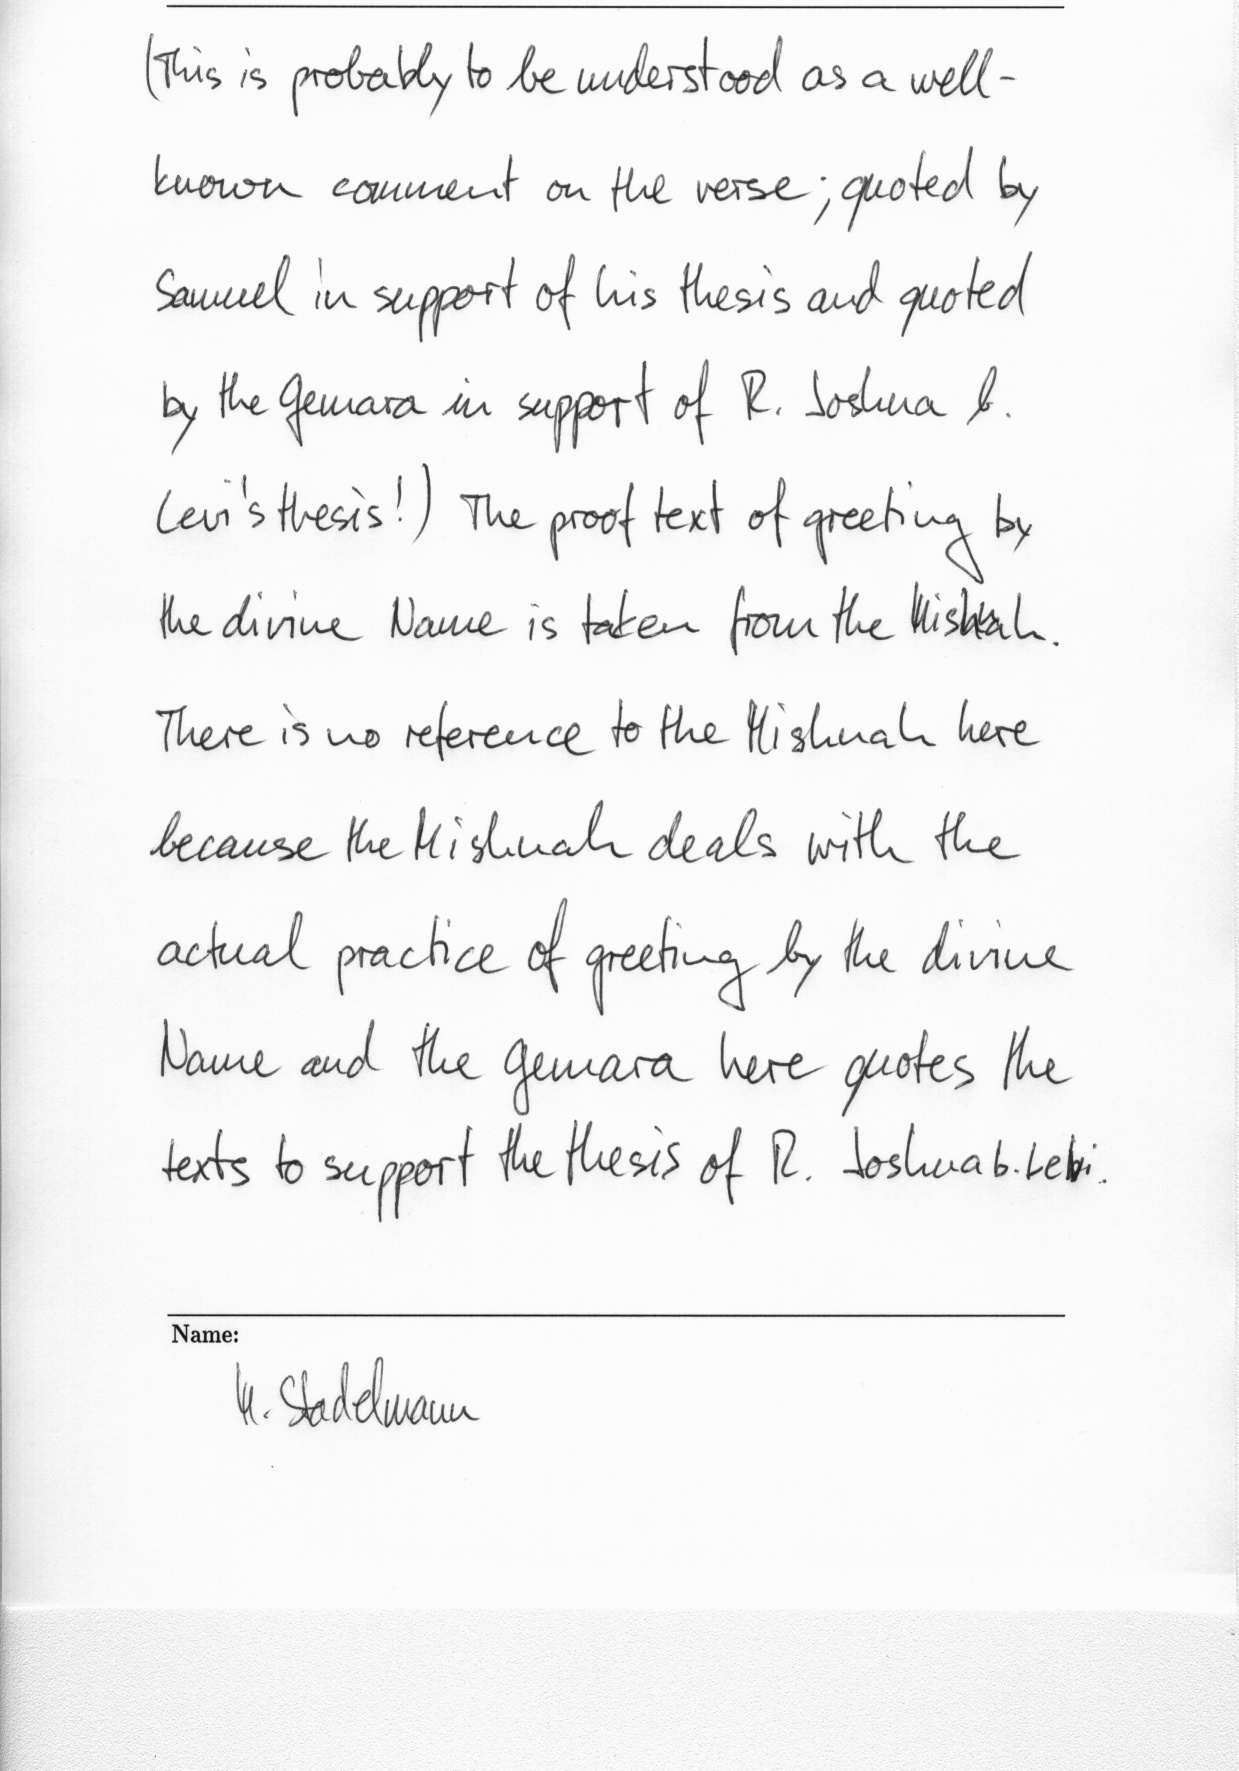 (This is probably to be understood as a well-
known comment on the verse; quoted by
Samuel in support of his thesis and quoted
by the Gemara in support of R. Joshua b.
Levi's thesis!) The proof text of greeting by
the divine Name is taken from the Mishnah.
There is no reference to the Mishnah here
because the Mishnah deals with the
actual practice of greeting by the divine
Name and the Gemara here quotes the
texts to support the thesis of R. Joshua b. Levi.
Name:
M. Stadelmann